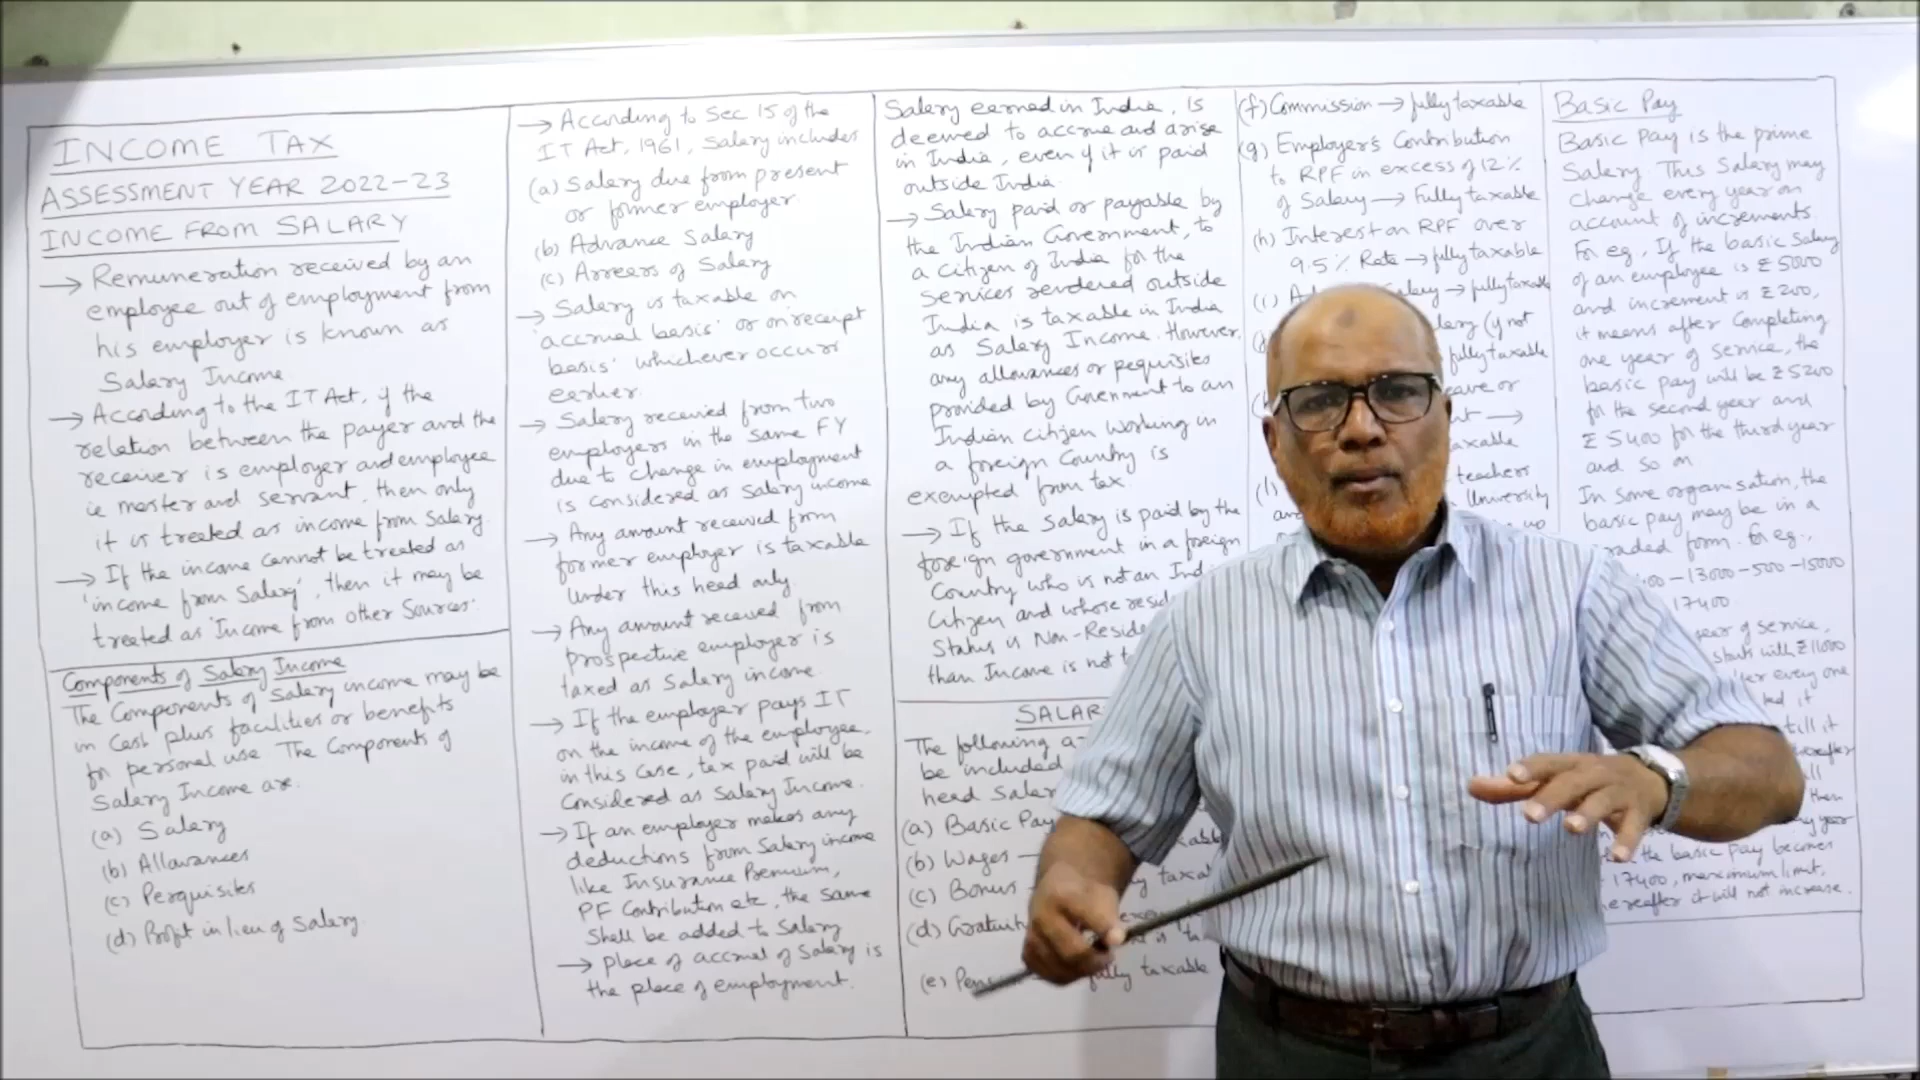 INCOME TAX
ASSESSMENT YEAR 2022-23
INCOME FROM SALARY
→ Remuneration received by an
employee out of employment from
his employer is known as
Salary Income.
→ According to the IT Act, if the
relation between the payer and the
receiver is employer and employee
ie master and servant, then only
it is treated as income from Salary.
→ If the income cannot be treated as
'income from Salary', then it may be
treated as 'Income from other Sources'.
Components of Salary Income
The Components of Salary income may be
in Cash plus facilities or benefits
for personal use. The Components of
Salary Income are.
(a) Salary
(b) Allowances
(c) Perquisites
(d) Profit in lieu of Salary.
→ According to Sec 15 of the
IT Act, 1961, Salary includes
(a) Salary due from present
or former employer.
(b) Advance Salary
(c) Arrears of Salary
→ Salary is taxable on
'accrual basis' or on 'receipt
basis' whichever occurs
earlier.
→ Salary received from two
employers in the same FY
due to change in employment
is considered as Salary income
→ Any amount received from
former employer is taxable
under this head only.
→ Any amount received from
prospective employer is
taxed as Salary income.
→ If the employer pays IT
on the income of the employee,
in this case, tax paid will be
Considered as Salary Income.
→ If an employer makes any
deductions from Salary income
like Insurance Premium,
PF Contribution etc, the same
Shall be added to Salary
→ place of accrual of Salary is
the place of employment.
Salary earned in India, is
deemed to accrue and arise
in India, even if it is paid
outside India.
→ Salary paid or payable by
the Indian Government, to
a Citizen of India for the
Services rendered outside
India is taxable in India
as Salary Income. However,
any allowances or pequisites
provided by Government to an
Indian citizen working in
a foreign Country is
exempted from tax.
→ If the Salary is paid by the
foreign government in a foreign
Country who is not an
Citizen and whose
Status is
than Income is not
The following
be included
head
(a) Basic Pay
(b) Wages
(c) Bonus
(d)
(e) fully taxable
(f) Commission → fully taxable
(g) Employer's Contribution
to RPF in excess of 12%
of Salary → Fully taxable
(h) Interest on RPF over
9.5% Rate → fully taxable
(i) → fully taxable
(if not
fully taxable
or
→
teachers
University
Basic Pay
Basic Pay is the prime
Salary. This Salary may
change every year on
account of increments.
For eg, If the basic Salary
of an employee is ₹5000
and increment is ₹200,
it means after Completing
one year of Service, the
basic pay will be ₹5200
for the second year and
₹5400 for the third year
and so on
In some organisation, the
basic pay may be in a
form. For eg.,
-13000-500-15000
17400.
of service,
starts with ₹11000
every one
it
till it
then
year
the basic pay becomes
17400, maximum limit,
it will not increase.